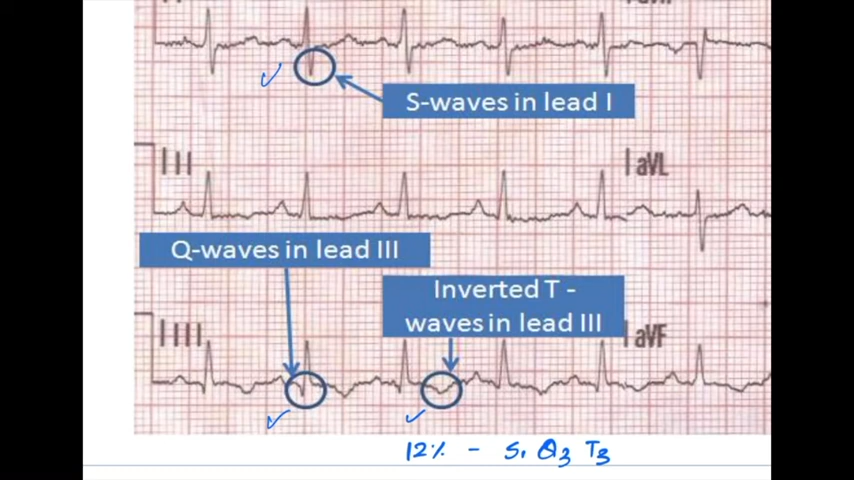 S-waves in lead I
III
aVL
Q-waves in lead III
Inverted T -
waves in lead III
III
aVF
12% - S₁ Q₃ T₃